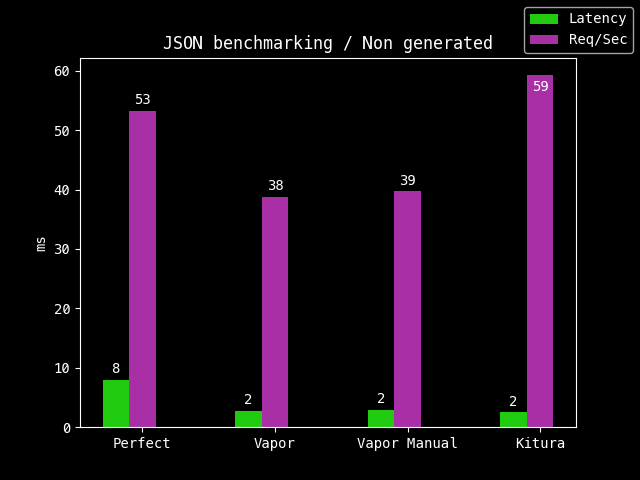 Latency
Req/Sec
JSON benchmarking / Non generated
60
50
40
30
20
10
0
ms
8
53
2
38
2
39
2
59
Perfect
Vapor
Vapor Manual
Kitura